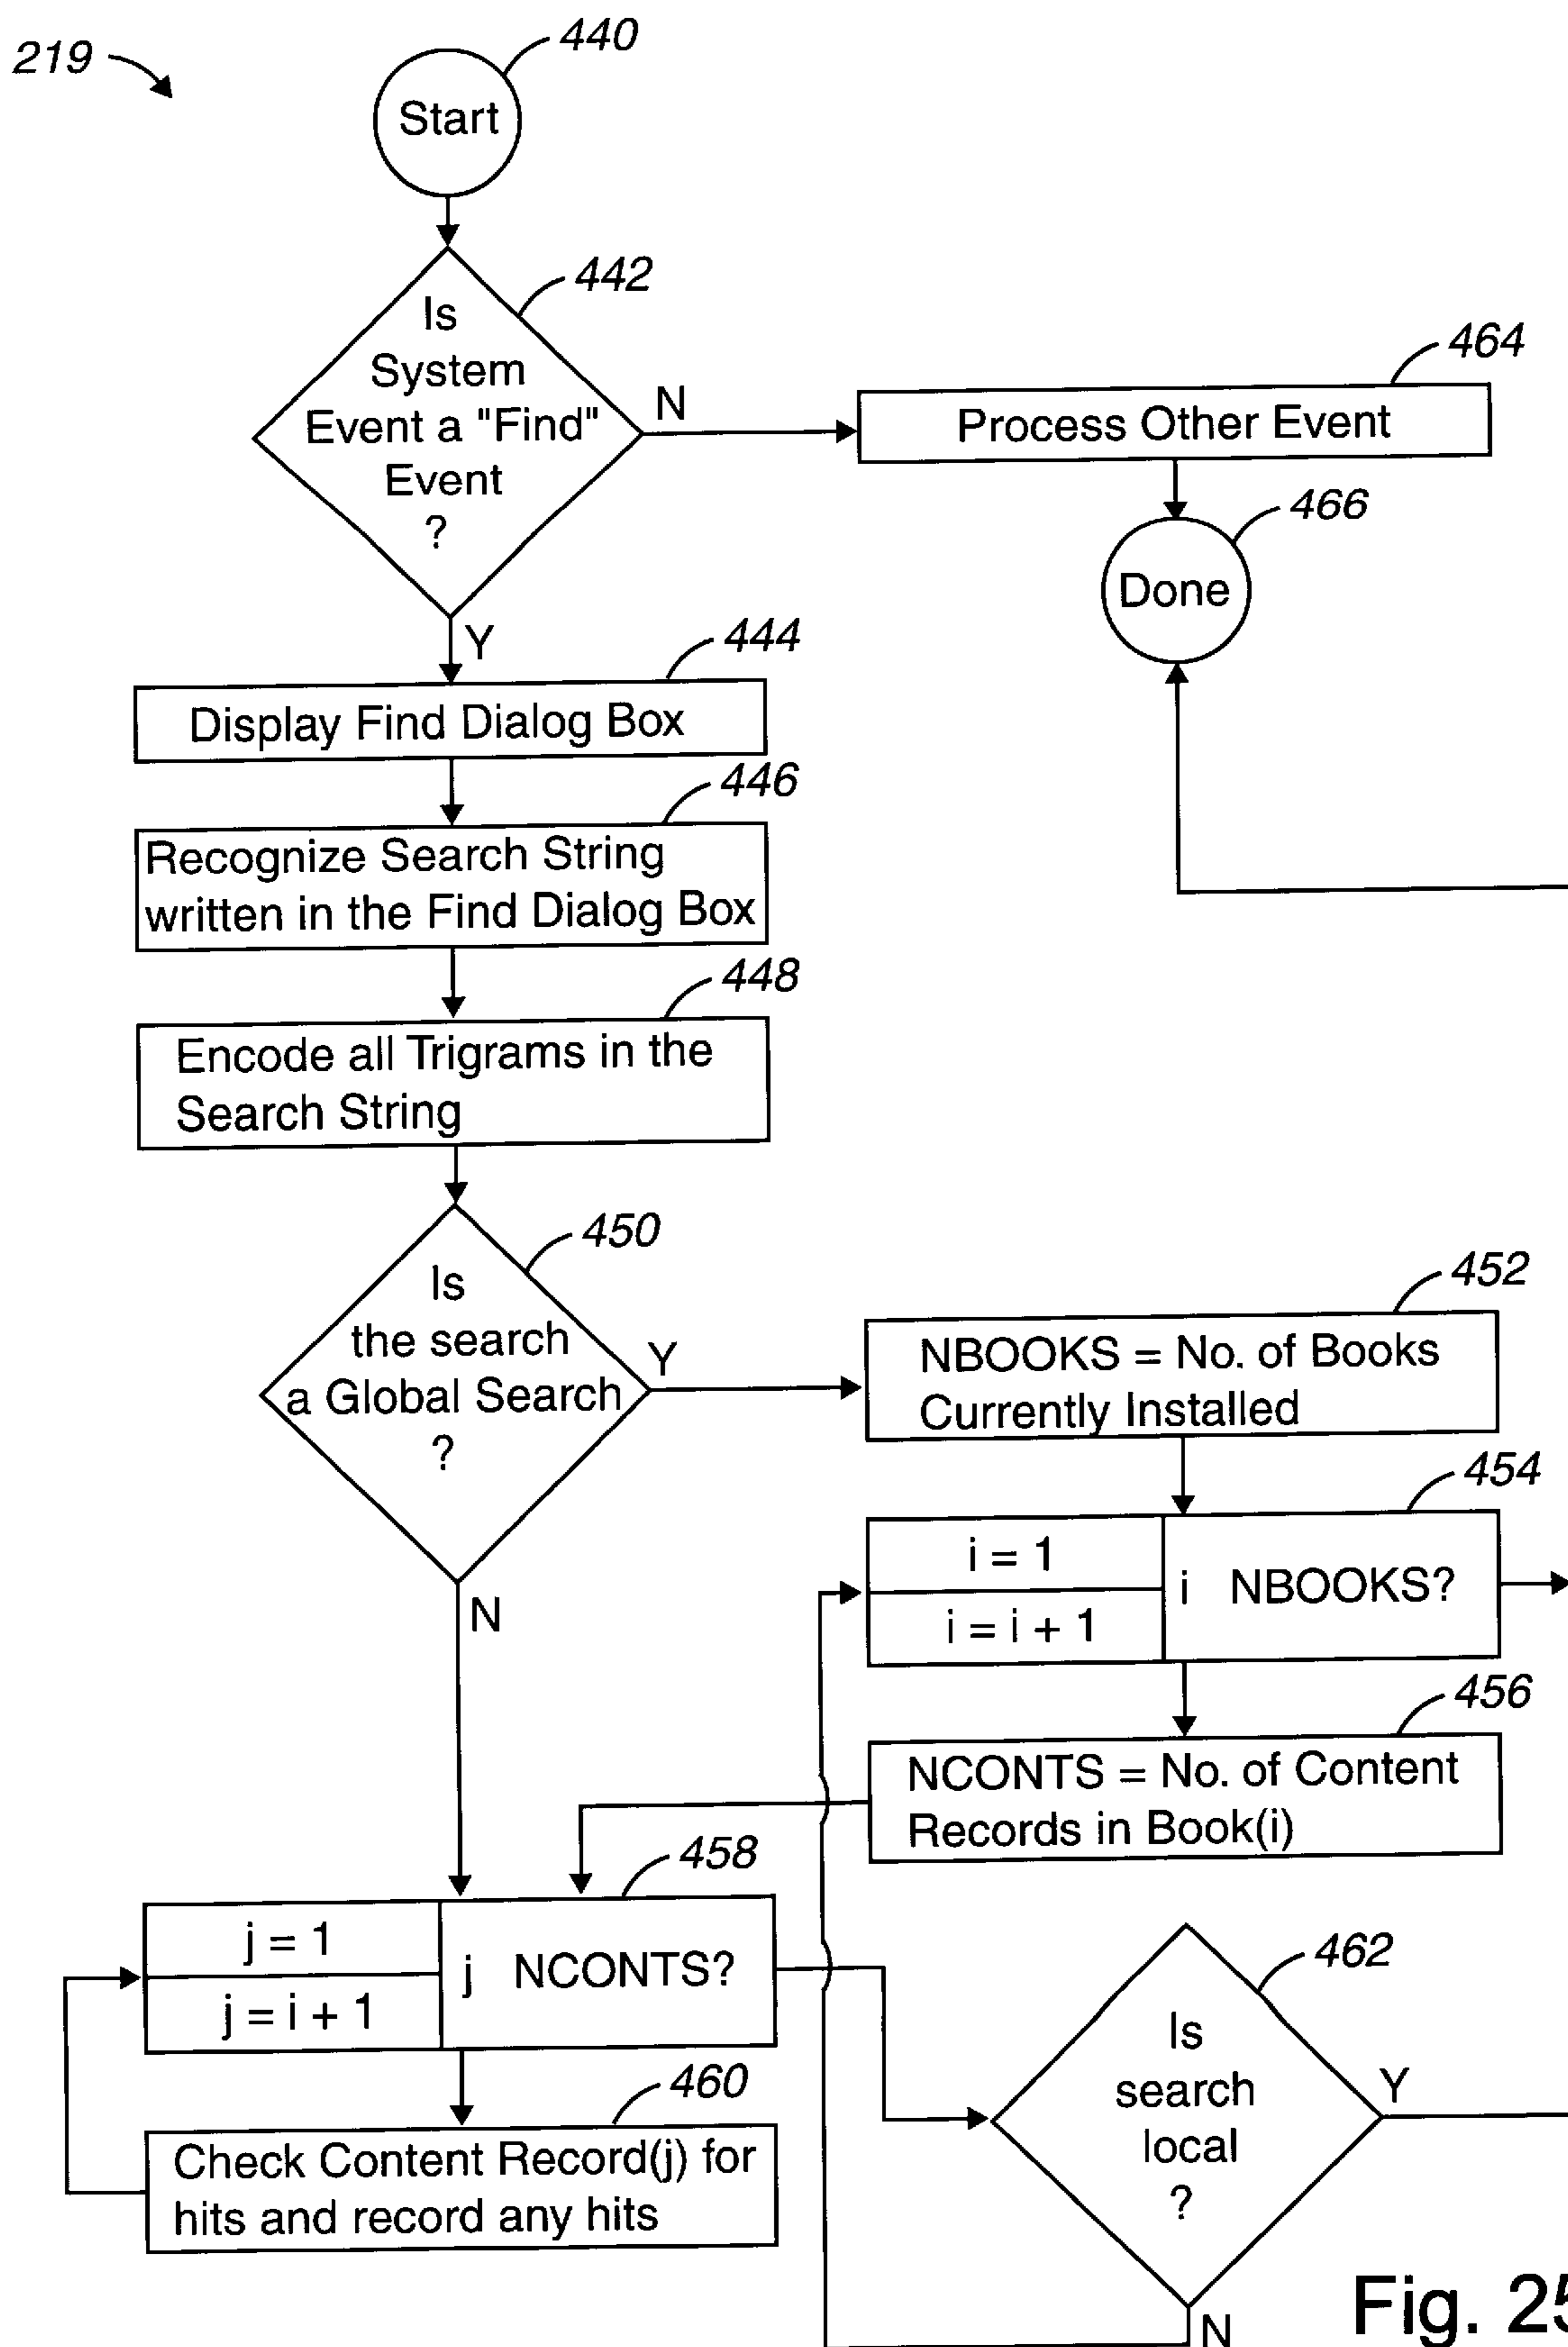 219
440
Start
442
Is
System
Event a "Find"
Event
?
N
464
Process Other Event
466
Done
Y
444
Display Find Dialog Box
446
Recognize Search String
written in the Find Dialog Box
448
Encode all Trigrams in the
Search String
450
Is
the search
a Global Search
?
Y
452
NBOOKS = No. of Books
Currently Installed
454
i = 1
i NBOOKS?
i = i + 1
N
456
NCONTS = No. of Content
Records in Book(i)
458
j = 1
j NCONTS?
j = i + 1
460
Check Content Record(j) for
hits and record any hits
462
Is
search
local
?
Y
N
Fig. 25